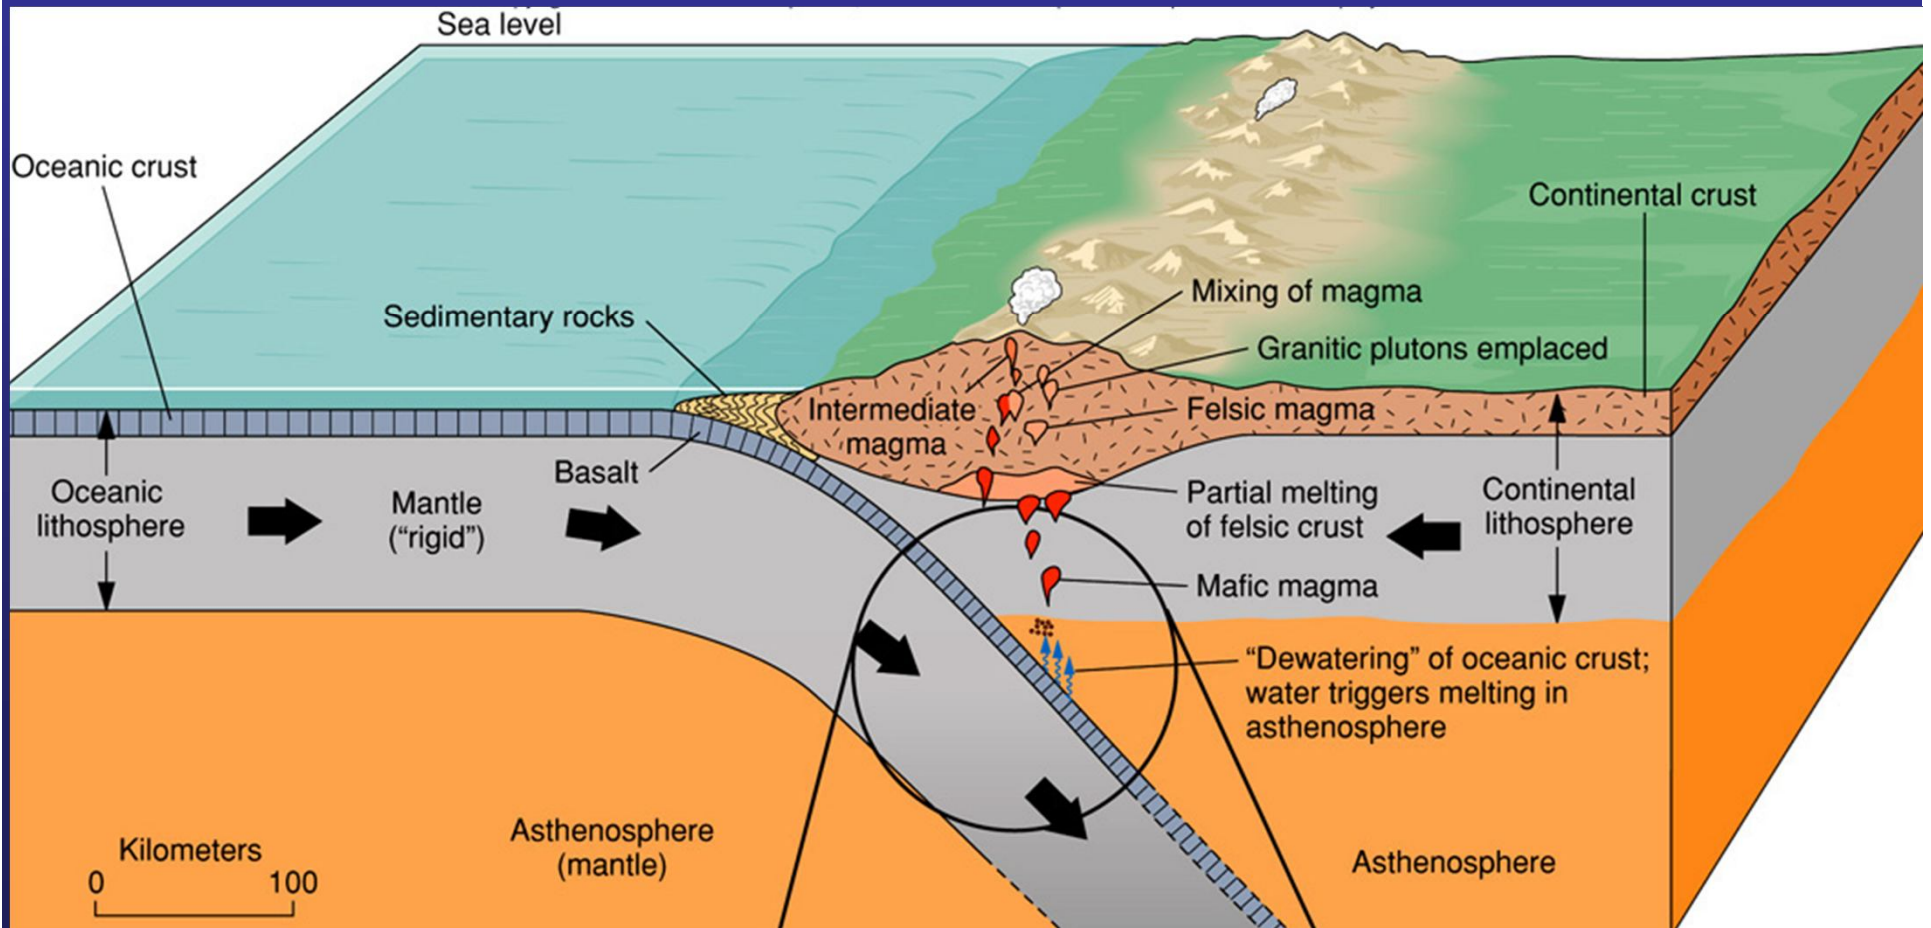 Sea level
Oceanic crust
Continental crust
Mixing of magma
Sedimentary rocks
Granitic plutons emplaced
Intermediate
magma
Felsic magma
Basalt
Oceanic
lithosphere
Mantle
(“rigid”)
Partial melting
of felsic crust
Continental
lithosphere
Mafic magma
“Dewatering” of oceanic crust;
water triggers melting in
asthenosphere
Kilometers
0 100
Asthenosphere
(mantle)
Asthenosphere